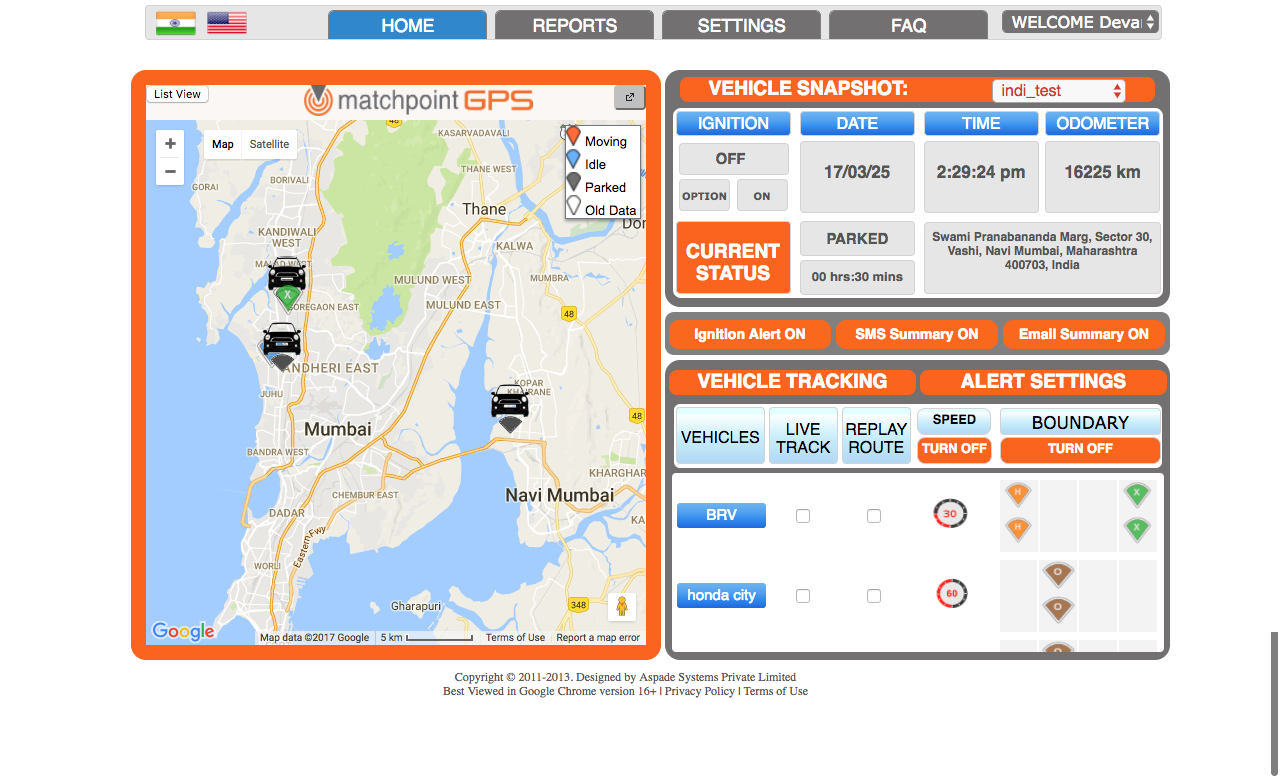 HOME
REPORTS
SETTINGS
FAQ
WELCOME Deva
List View
matchpoint GPS
Map
Satellite
Moving
Idle
Parked
Old Data
KASARVADAVALI
GORAI
BORIVALI
THANE WEST
Thane
KANDIWALI
WEST
KALWA
MALAD WEST
X
GOREGAON EAST
MULUND WEST
MUMBRA
MULUND EAST
48
ANDHERI EAST
JUHU
KOPAR
KHAIRANE
48
Mumbai
BANDRA WEST
KHARGHAR
CHEMBUR EAST
Navi Mumbai
DADAR
Eastern Fwy
WORLI
Gharapuri
348
Google
Map data ©2017 Google
5 km
Terms of Use
Report a map error
VEHICLE SNAPSHOT:
indi_test
IGNITION
DATE
TIME
ODOMETER
OFF
OPTION
ON
17/03/25
2:29:24 pm
16225 km
CURRENT
STATUS
PARKED
00 hrs:30 mins
Swami Pranabananda Marg, Sector 30,
Vashi, Navi Mumbai, Maharashtra
400703, India
Ignition Alert ON
SMS Summary ON
Email Summary ON
VEHICLE TRACKING
ALERT SETTINGS
VEHICLES
LIVE
TRACK
REPLAY
ROUTE
SPEED
TURN OFF
BOUNDARY
TURN OFF
BRV
30
H
X
H
X
honda city
60
O
O
Copyright © 2011-2013. Designed by Aspade Systems Private Limited
Best Viewed in Google Chrome version 16+ | Privacy Policy | Terms of Use